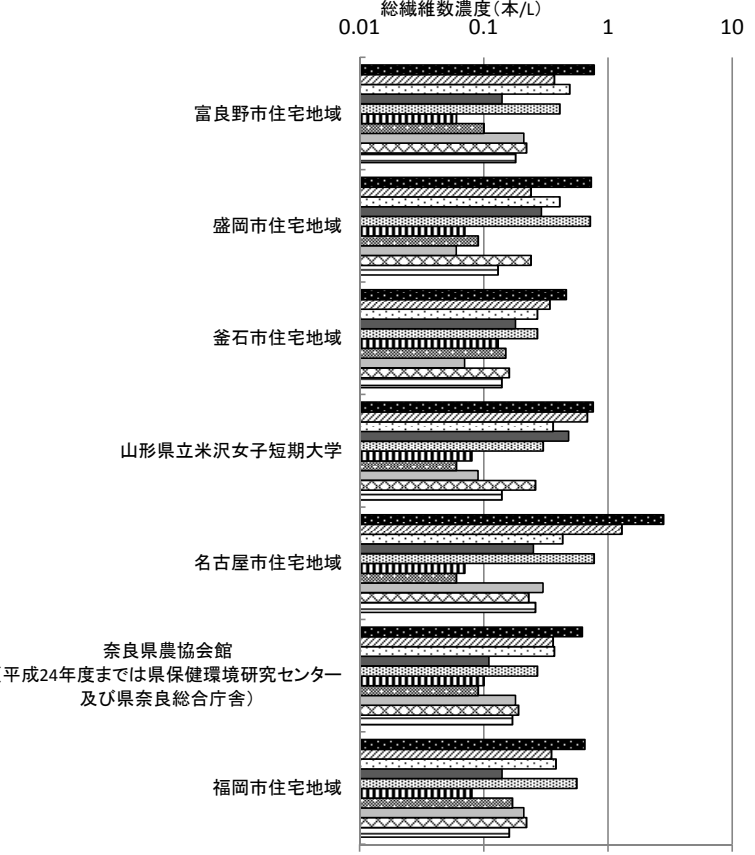 総繊維数濃度(本/L)
0.01 0.1 1 10
富良野市住宅地域
盛岡市住宅地域
釜石市住宅地域
山形県立米沢女子短期大学
名古屋市住宅地域
奈良県農協会館
(平成24年度までは県保健環境研究センター
及び県奈良総合庁舎)
福岡市住宅地域